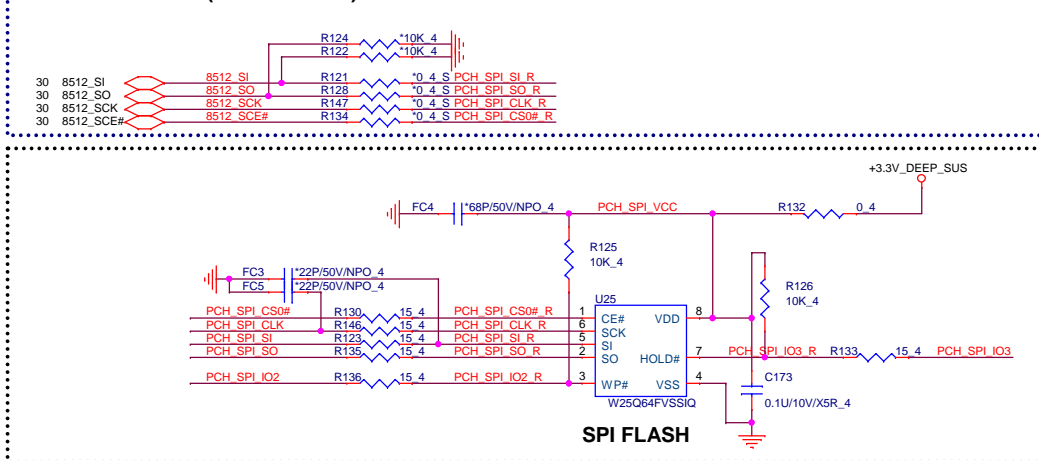 R124 *10K_4
R122 *10K_4
30 8512_SI 8512_SI R121 *0_4_S PCH_SPI_SI_R
30 8512_SO 8512_SO R128 *0_4_S PCH_SPI_SO_R
30 8512_SCK 8512_SCK R147 *0_4_S PCH_SPI_CLK_R
30 8512_SCE# 8512_SCE# R134 *0_4_S PCH_SPI_CS0#_R
+3.3V_DEEP_SUS
FC4 *68P/50V/NPO_4 PCH_SPI_VCC R132 0_4
R125
10K_4
FC3 *22P/50V/NPO_4
FC5 *22P/50V/NPO_4
R126
10K_4
U25
PCH_SPI_CS0# R130 15_4 PCH_SPI_CS0#_R 1 CE# VDD 8
PCH_SPI_CLK R146 15_4 PCH_SPI_CLK_R 6 SCK
PCH_SPI_SI R123 15_4 PCH_SPI_SI_R 5 SI
PCH_SPI_SO R135 15_4 PCH_SPI_SO_R 2 SO HOLD# 7 PCH_SPI_IO3_R R133 15_4 PCH_SPI_IO3
PCH_SPI_IO2 R136 15_4 PCH_SPI_IO2_R 3 WP# VSS 4
C173
0.1U/10V/X5R_4
W25Q64FVSSIQ
SPI FLASH